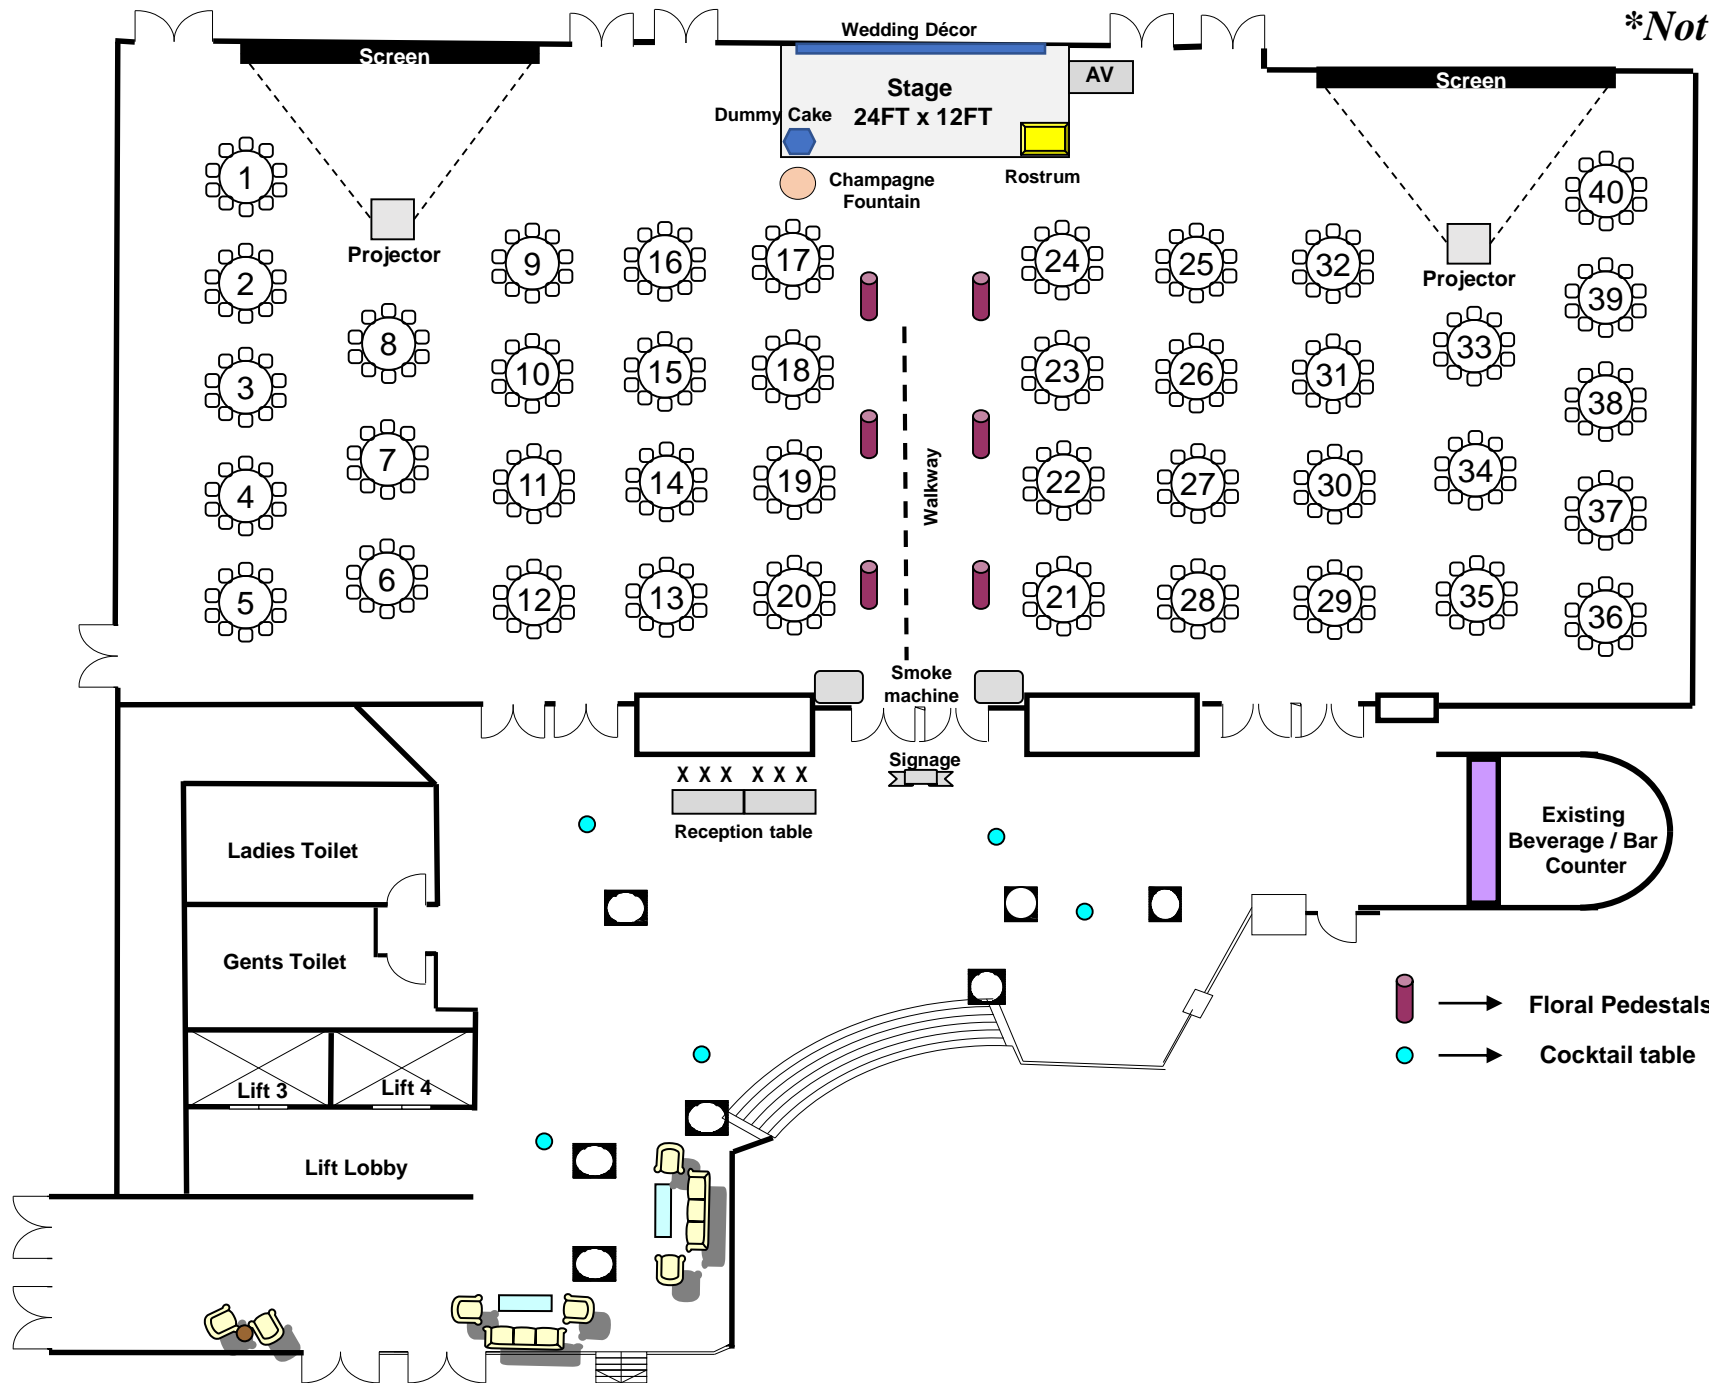 *Not
Wedding Décor
Screen
Stage
24FT x 12FT
AV
Screen
Dummy Cake
Champagne
Fountain
Rostrum
Projector
Projector
1
2
3
4
5
8
7
6
9
10
11
12
16
15
14
13
17
18
19
20
24
23
22
21
25
26
27
28
32
31
30
29
33
34
35
40
39
38
37
36
Walkway
Smoke
machine
Signage
X X X X X X
Reception table
Existing
Beverage / Bar
Counter
Ladies Toilet
Gents Toilet
Lift 3
Lift 4
Lift Lobby
Floral Pedestals
Cocktail table